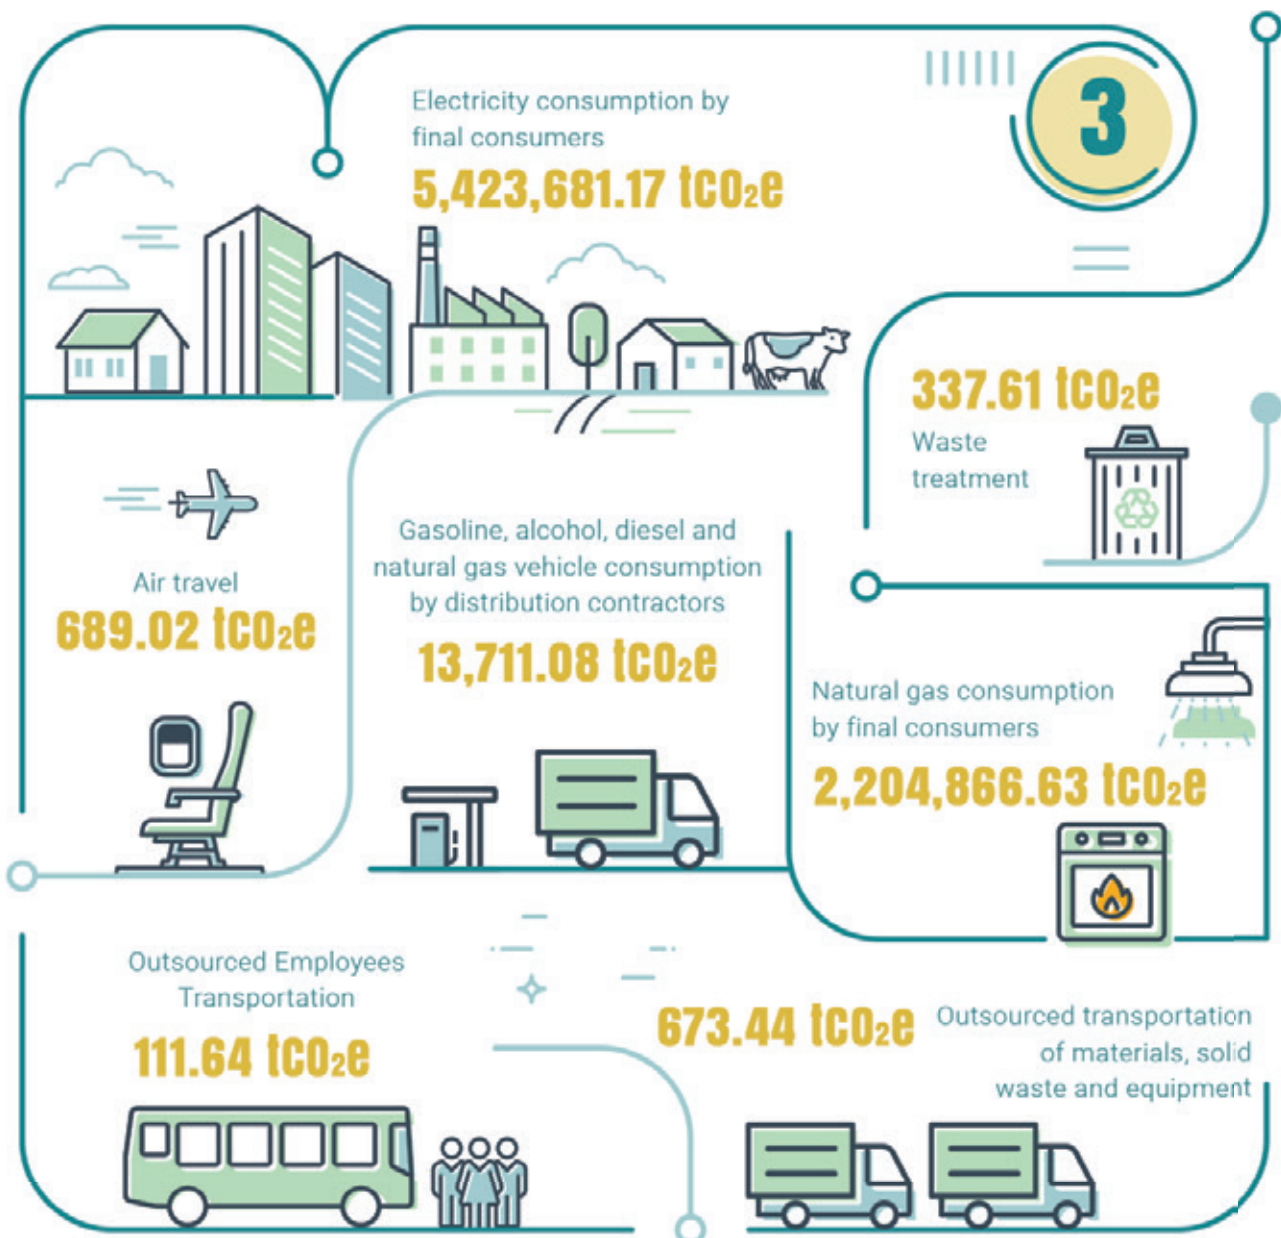 3
Electricity consumption by
final consumers
5,423,681.17 tCO₂e
337.61 tCO₂e
Waste
treatment
Air travel
689.02 tCO₂e
Gasoline, alcohol, diesel and
natural gas vehicle consumption
by distribution contractors
13,711.08 tCO₂e
Natural gas consumption
by final consumers
2,204,866.63 tCO₂e
Outsourced Employees
Transportation
111.64 tCO₂e
673.44 tCO₂e
Outsourced transportation
of materials, solid
waste and equipment